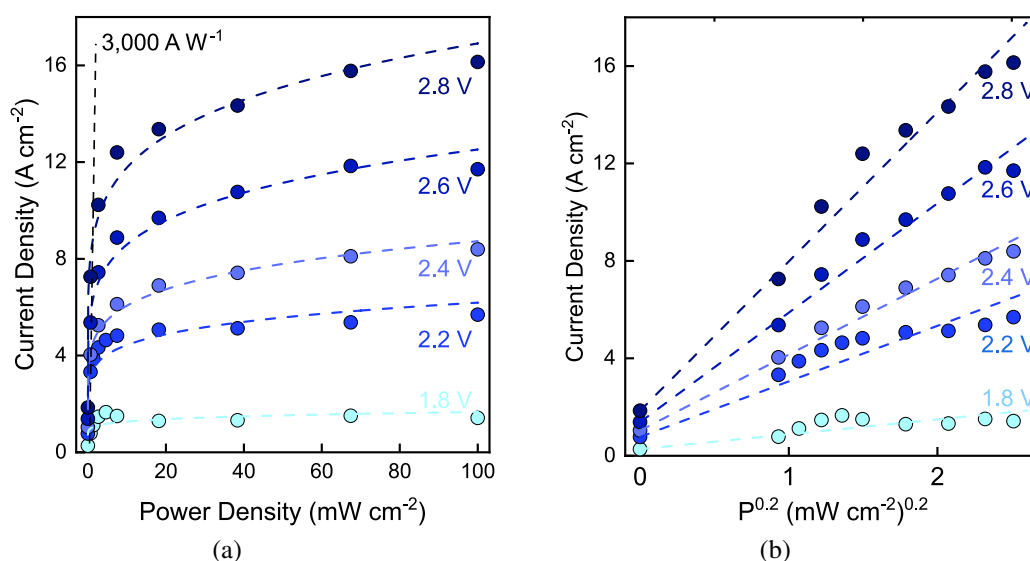 3,000 A W⁻¹
Current Density (A cm⁻²)
16
12
8
4
0
2.8 V
2.6 V
2.4 V
2.2 V
1.8 V
0 20 40 60 80 100
Power Density (mW cm⁻²)
(a)
Current Density (A cm⁻²)
16
12
8
4
0
2.8 V
2.6 V
2.4 V
2.2 V
1.8 V
0 1 2
P⁰·² (mW cm⁻²)⁰·²
(b)